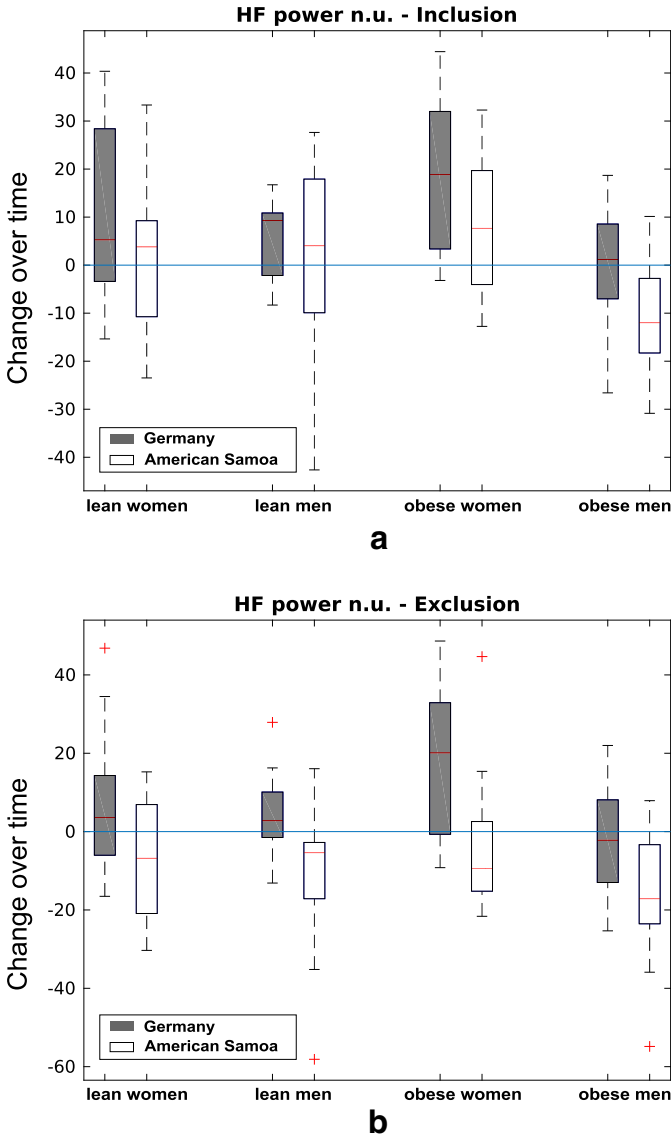 HF power n.u. - Inclusion
Change over time
40
30
20
10
0
-10
-20
-30
-40
Germany
American Samoa
lean women lean men obese women obese men
a
HF power n.u. - Exclusion
Change over time
40
20
0
-20
-40
-60
Germany
American Samoa
lean women lean men obese women obese men
b